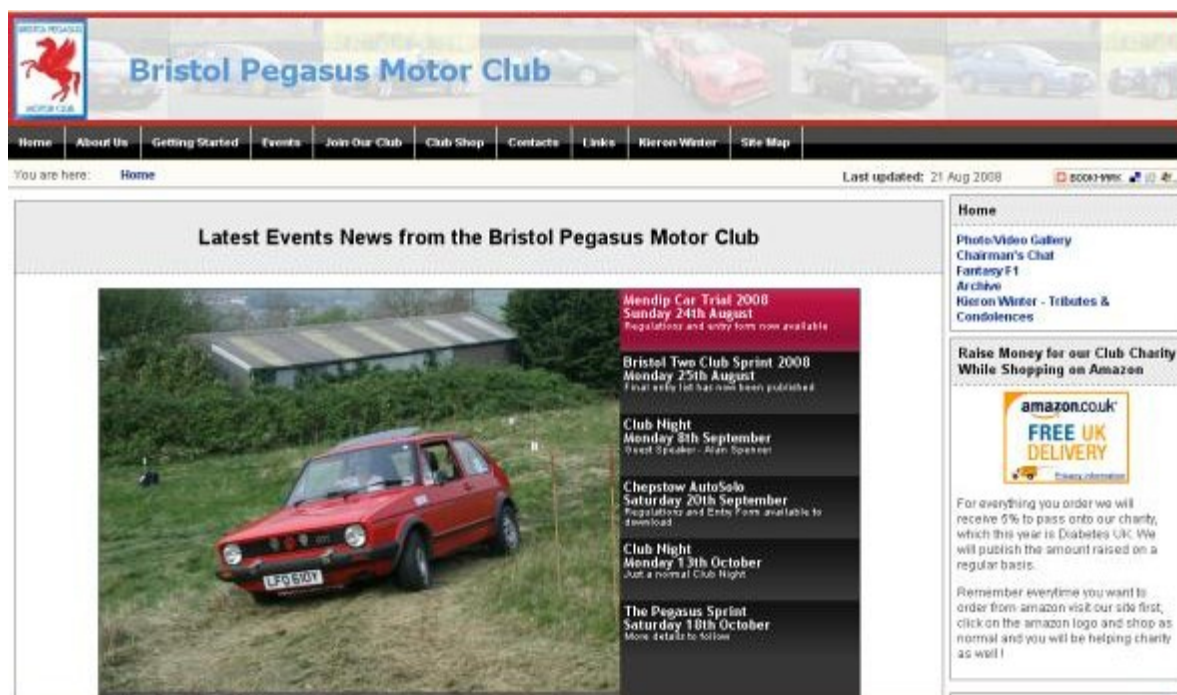 BRISTOL PEGASUS
MOTOR CLUB
Bristol Pegasus Motor Club
Home About Us Getting Started Events Join Our Club Club Shop Contacts Links Kieron Winter Site Map
You are here: Home
Last updated: 21 Aug 2008
BOOKMARK
Latest Events News from the Bristol Pegasus Motor Club
Mendip Car Trial 2008
Sunday 24th August
Regulations and entry form now available
Bristol Two Club Sprint 2008
Monday 25th August
Final entry list has now been published
Club Night
Monday 8th September
Guest Speaker - Alan Spencer
Chepstow AutoSolo
Saturday 20th September
Regulations and Entry Form available to
download
Club Night
Monday 13th October
Just a normal Club Night
The Pegasus Sprint
Saturday 18th October
More details to follow
LFQ 610Y
Home
Photo/Video Gallery
Chairman's Chat
Fantasy F1
Archive
Kieron Winter - Tributes &
Condolences
Raise Money for our Club Charity
While Shopping on Amazon
amazon.co.uk
FREE UK
DELIVERY
Privacy Information
For everything you order we will
receive 5% to pass onto our charity,
which this year is Diabetes UK. We
will publish the amount raised on a
regular basis.
Remember everytime you want to
order from amazon visit our site first,
click on the amazon logo and shop as
normal and you will be helping charity
as well !